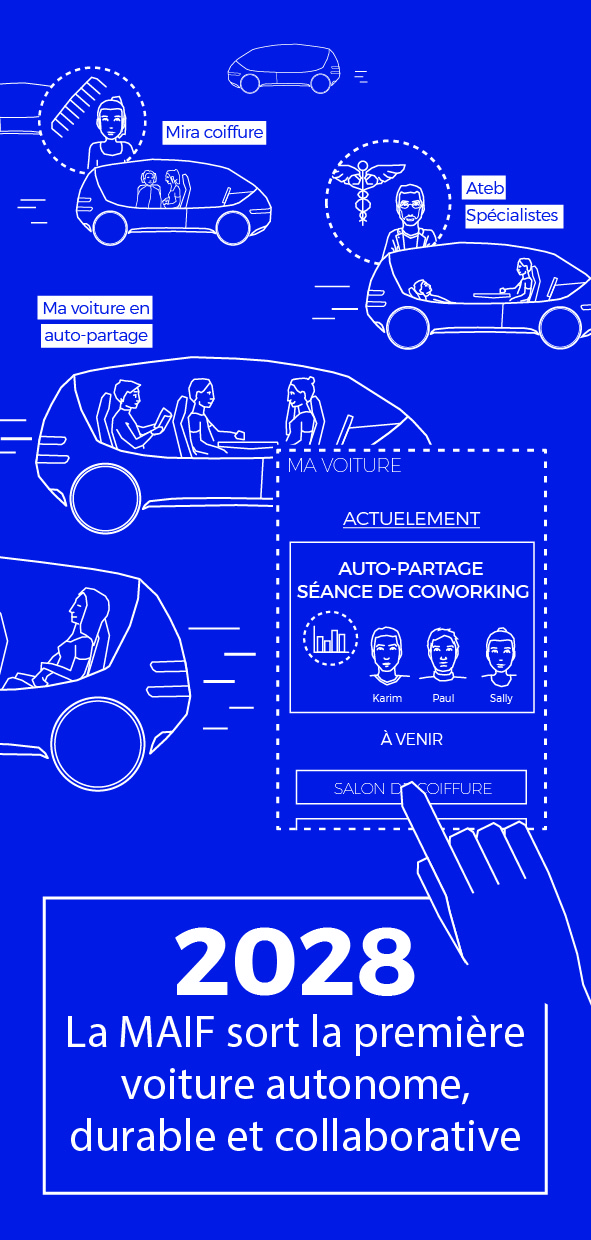 Mira coiffure
Ateb
Spécialistes
Ma voiture en
auto-partage
MA VOITURE
ACTUELEMENT
AUTO-PARTAGE
SÉANCE DE COWORKING
Karim Paul Sally
À VENIR
SALON DE COIFFURE
2028
La MAIF sort la première
voiture autonome,
durable et collaborative